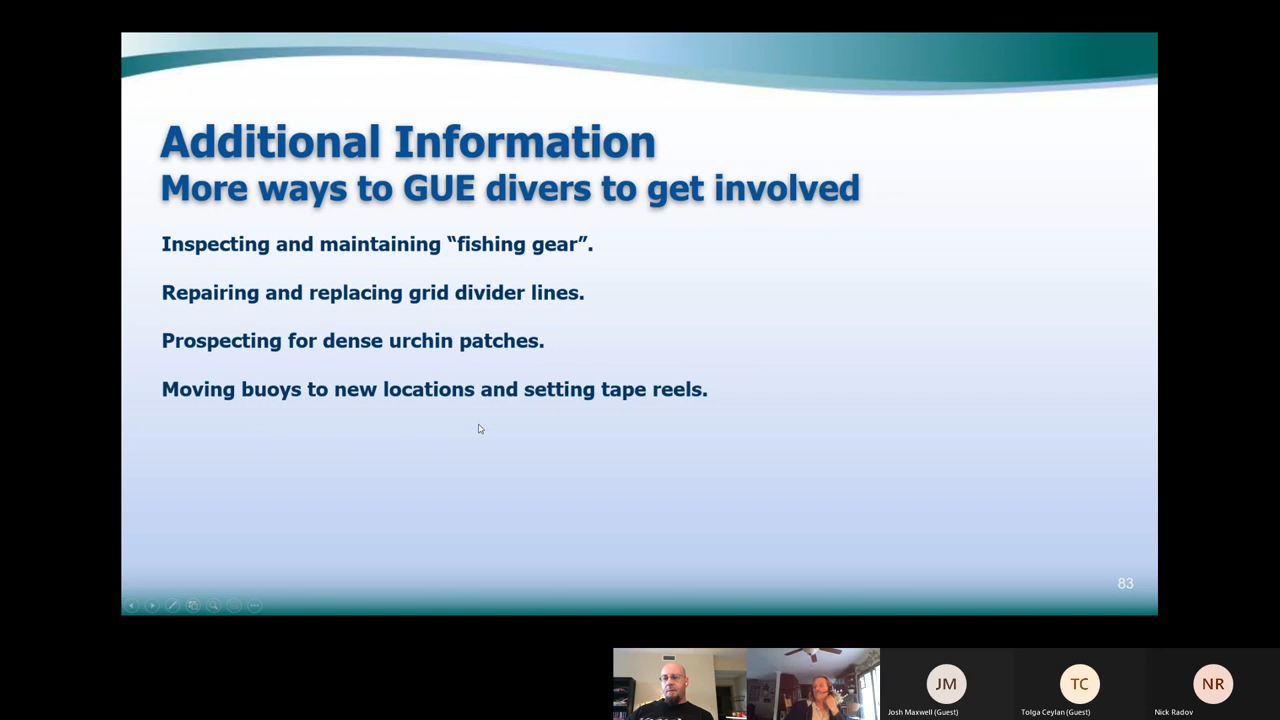 Additional Information
More ways to GUE divers to get involved
Inspecting and maintaining “fishing gear”.
Repairing and replacing grid divider lines.
Prospecting for dense urchin patches.
Moving buoys to new locations and setting tape reels.
83
JM
TC
NR
Josh Maxwell (Guest)
Tolga Ceylan (Guest)
Nick Radov